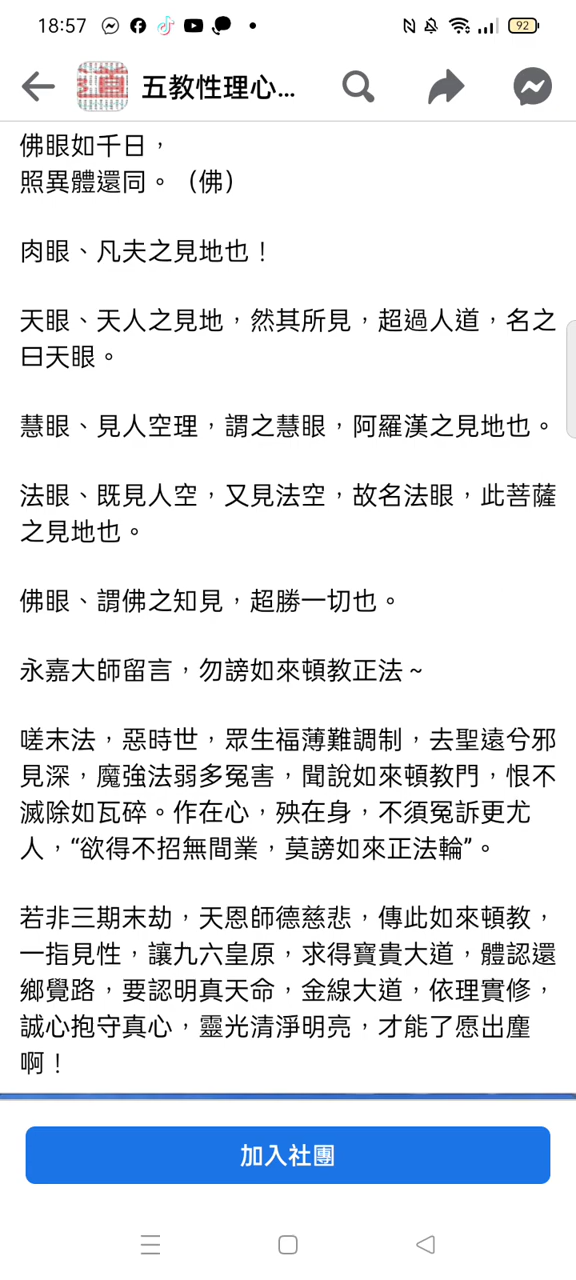 18:57
92
五教性理心...
佛眼如千日，
照異體還同。（佛）
肉眼、凡夫之見地也！
天眼、天人之見地，然其所見，超過人道，名之
曰天眼。
慧眼、見人空理，謂之慧眼，阿羅漢之見地也。
法眼、既見人空，又見法空，故名法眼，此菩薩
之見地也。
佛眼、謂佛之知見，超勝一切也。
永嘉大師留言，勿謗如來頓教正法～
嗟末法，惡時世，眾生福薄難調制，去聖遠兮邪
見深，魔強法弱多冤害，聞說如來頓教門，恨不
滅除如瓦碎。作在心，殃在身，不須冤訴更尤
人，“欲得不招無間業，莫謗如來正法輪”。
若非三期末劫，天恩師德慈悲，傳此如來頓教，
一指見性，讓九六皇原，求得寶貴大道，體認還
鄉覺路，要認明真天命，金線大道，依理實修，
誠心抱守真心，靈光清淨明亮，才能了愿出塵
啊！
加入社團